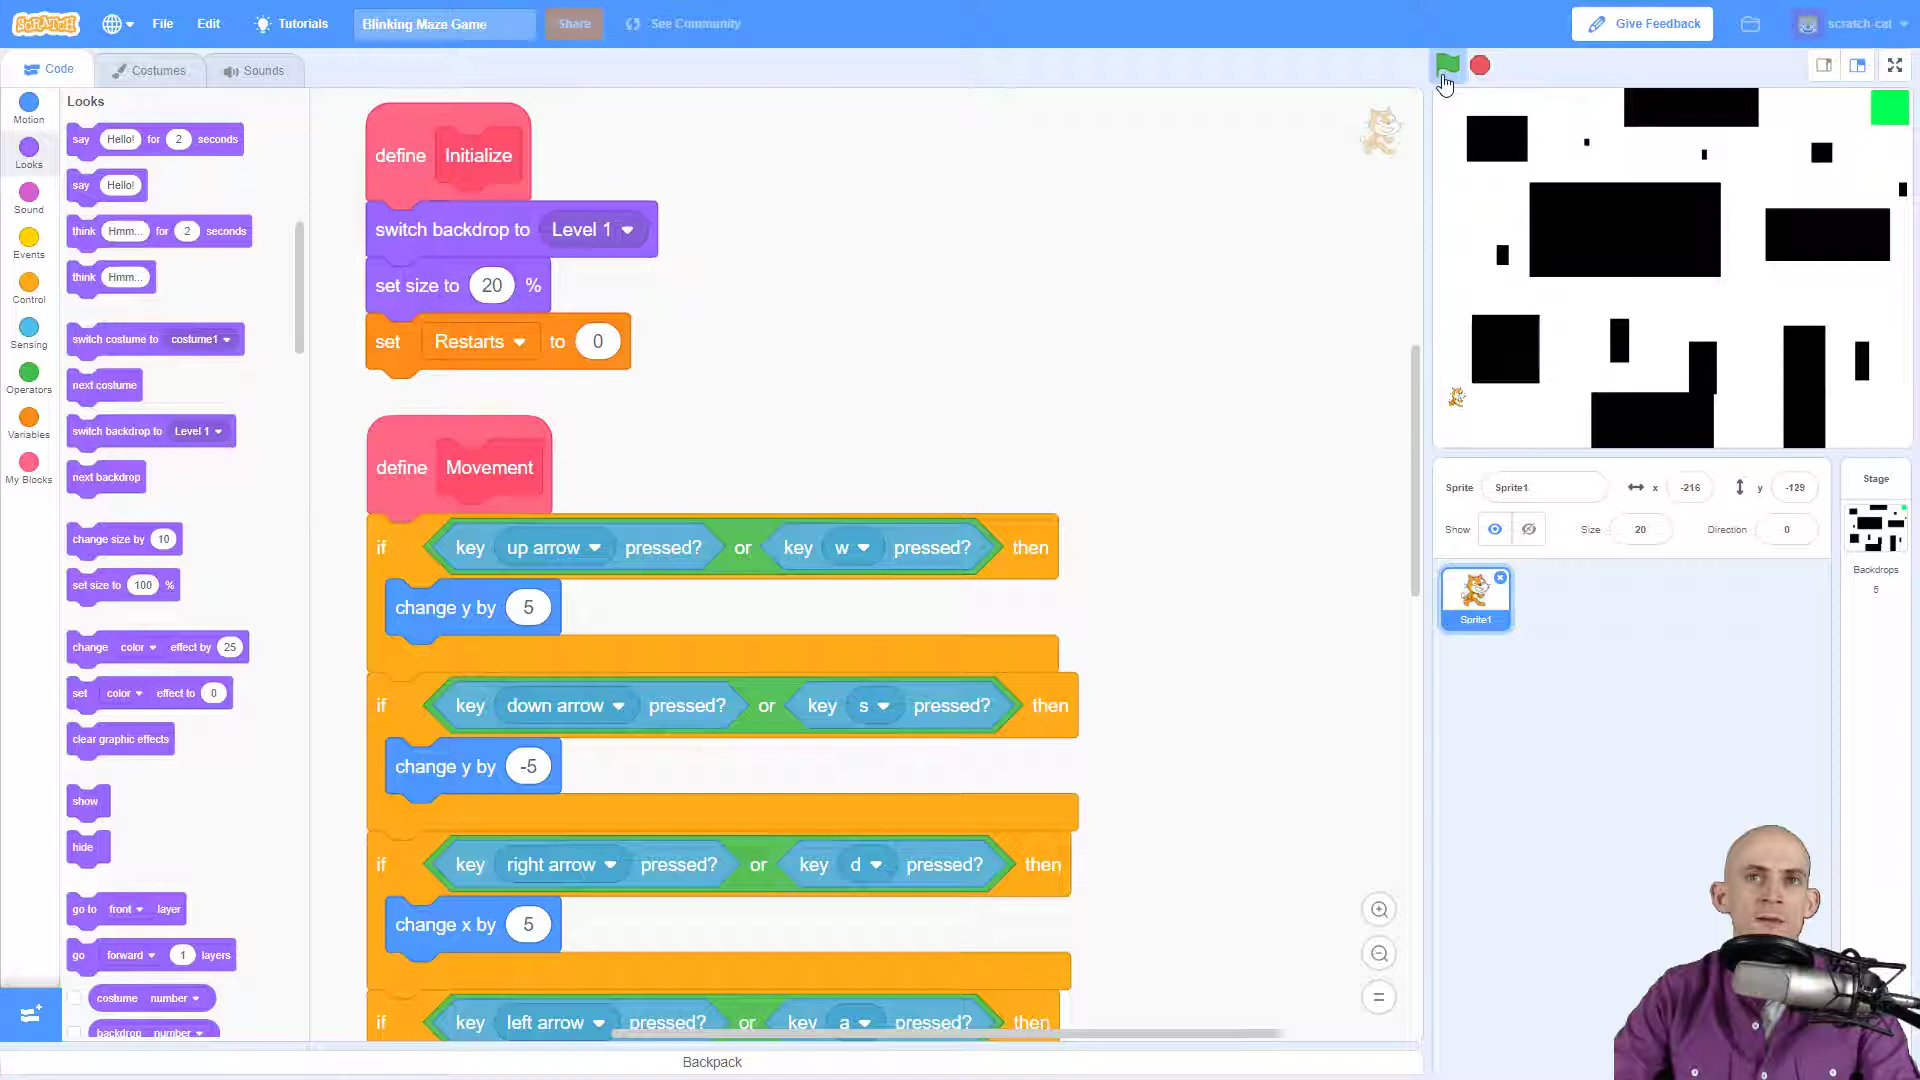 SCRATCH
File
Edit
Tutorials
Blinking Maze Game
Share
See Community
Give Feedback
scratch-cat
Code
Costumes
Sounds
Motion
Looks
Sound
Events
Control
Sensing
Operators
Variables
My Blocks
Looks
say Hello! for 2 seconds
say Hello!
think Hmm... for 2 seconds
think Hmm...
switch costume to costume1
next costume
switch backdrop to Level 1
next backdrop
change size by 10
set size to 100 %
change color effect by 25
set color effect to 0
clear graphic effects
show
hide
go to front layer
go forward 1 layers
costume number
backdrop number
define Initialize
switch backdrop to Level 1
set size to 20 %
set Restarts to 0
define Movement
if key up arrow pressed? or key w pressed? then
change y by 5
if key down arrow pressed? or key s pressed? then
change y by -5
if key right arrow pressed? or key d pressed? then
change x by 5
if key left arrow pressed? or key a pressed? then
Backpack
Sprite Sprite1 x -216 y -129
Show Size 20 Direction 0
Sprite1
Stage
Backdrops
5